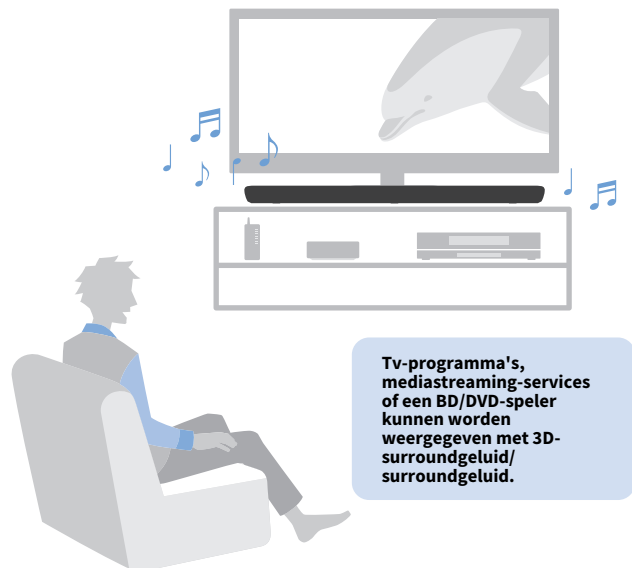 Tv-programma's,
mediastreaming-services
of een BD/DVD-speler
kunnen worden
weergegeven met 3D-
surroundgeluid/
surroundgeluid.